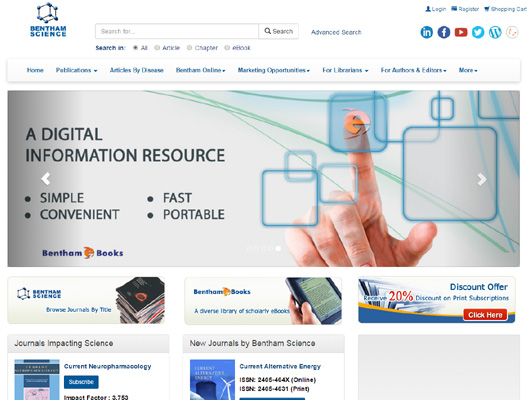 Login Register Shopping Cart
BENTHAM
SCIENCE
Search for... Search Advanced Search
Search in: All Article Chapter eBook
Home Publications Articles By Disease Bentham Online Marketing Opportunities For Librarians For Authors & Editors More
A DIGITAL
INFORMATION RESOURCE
SIMPLE FAST
CONVENIENT PORTABLE
Bentham Books
BENTHAM
SCIENCE
Browse Journals By Title
Bentham Books
A diverse library of scholarly eBooks
Discount Offer
Receive 20% Discount on Print Subscriptions
Click Here
Journals Impacting Science
Current Neuropharmacology
Subscribe
Impact Factor : 3.753
New Journals by Bentham Science
CURRENT
ALTERNATIVE
ENERGY
Current Alternative Energy
ISSN: 2405-464X (Online)
ISSN: 2405-4631 (Print)